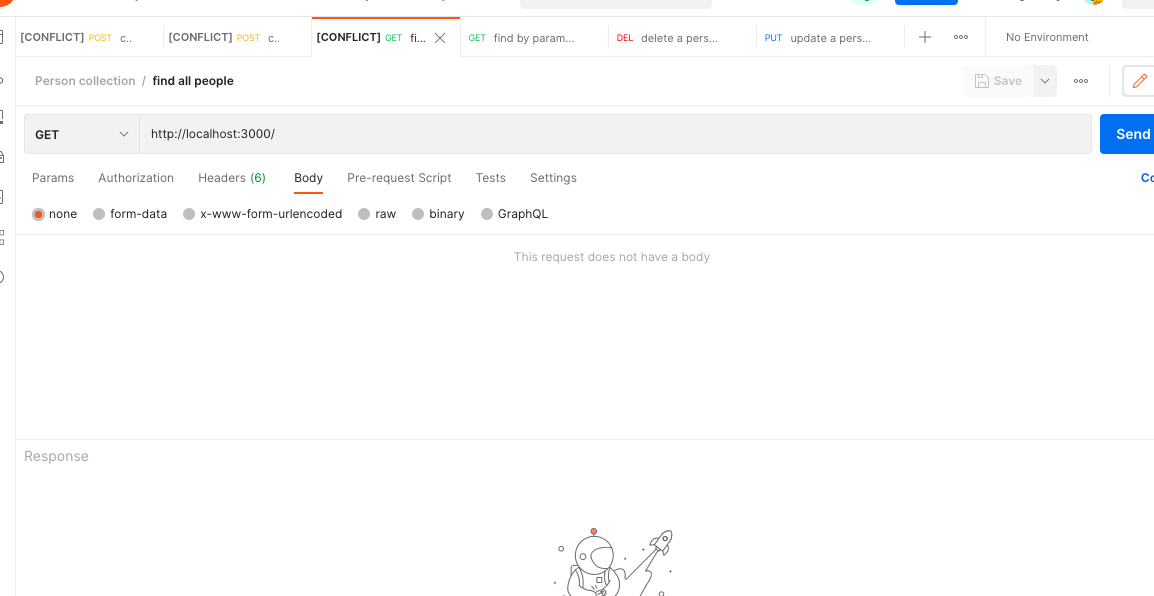 [CONFLICT] POST c.. [CONFLICT] POST c.. [CONFLICT] GET fi... GET find by param... DEL delete a pers... PUT update a pers... No Environment
Person collection / find all people Save
GET http://localhost:3000/ Send
Params Authorization Headers (6) Body Pre-request Script Tests Settings Co
none form-data x-www-form-urlencoded raw binary GraphQL
This request does not have a body
Response